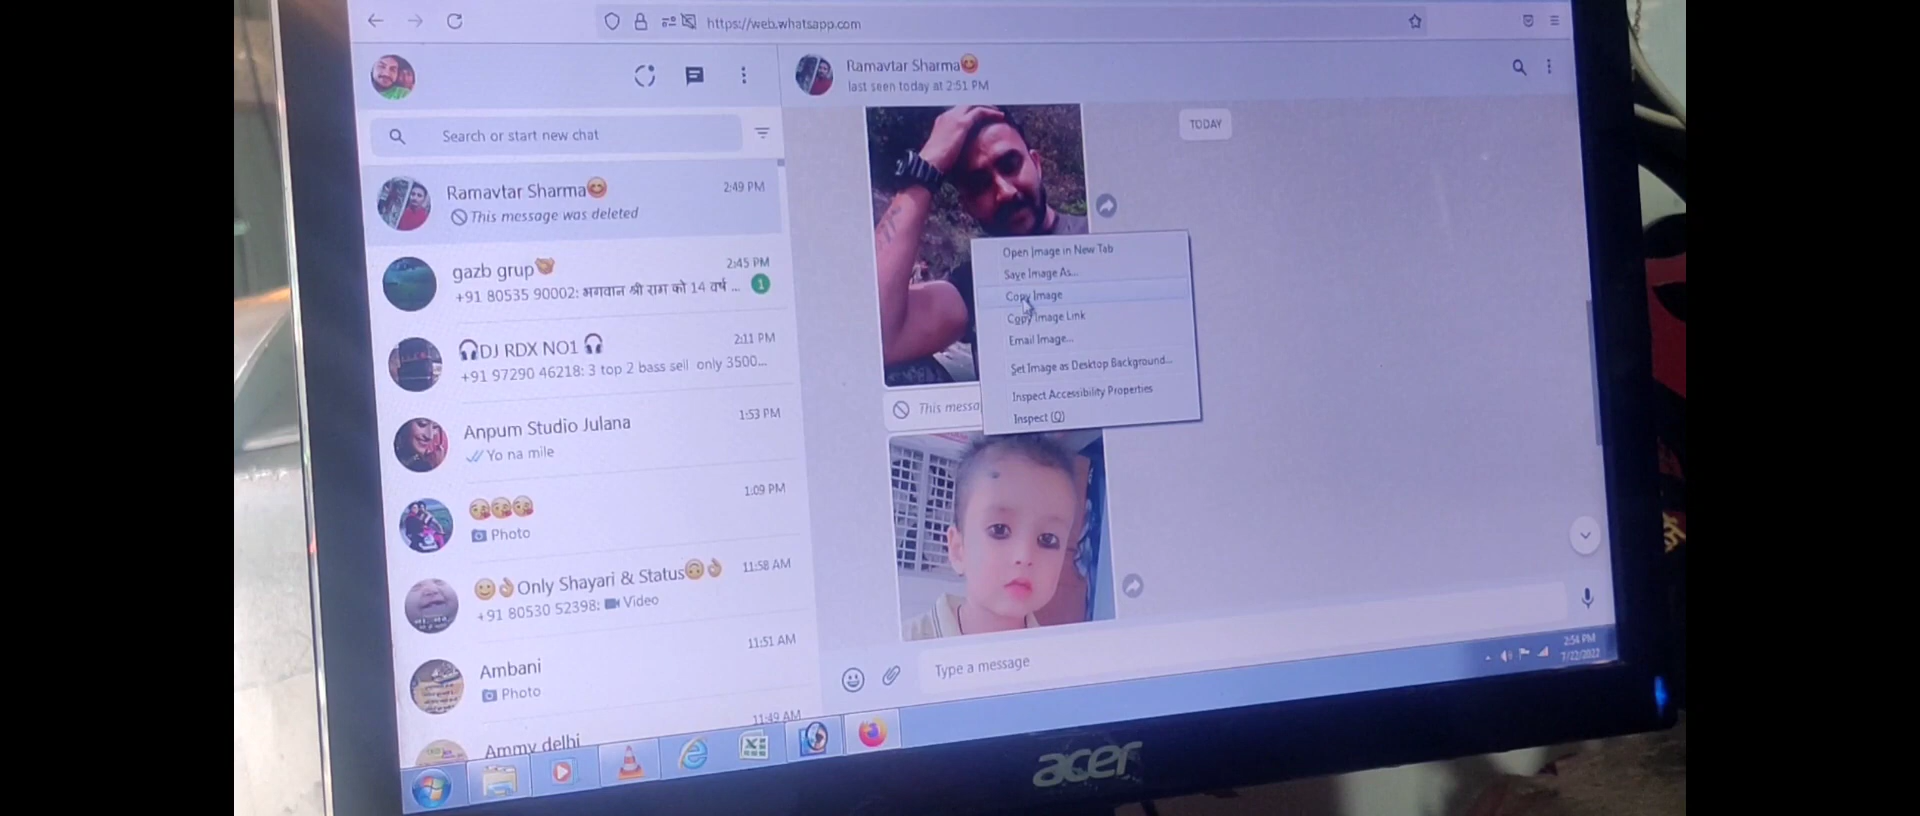 https://web.whatsapp.com
Ramavtar Sharma😊
last seen today at 2:51 PM
Search or start new chat
TODAY
Ramavtar Sharma😊
2:49 PM
This message was deleted
gazb grup
2:45 PM
+91 80535 90002: भगवान श्री राम को 14 वर्ष ...
1
🎧DJ RDX NO1 🎧
2:11 PM
+91 97290 46218: 3 top 2 bass sell only 3500...
Anpum Studio Julana
1:53 PM
Yo na mile
😘😘😘
1:09 PM
Photo
🙂👌Only Shayari & Status🙃👌
11:58 AM
+91 80530 52398: Video
Ambani
11:51 AM
Photo
Ammy delhi
11:49 AM
Open Image in New Tab
Save Image As...
Copy Image
Copy Image Link
Email Image...
Set Image as Desktop Background...
Inspect Accessibility Properties
Inspect (Q)
This messa
Type a message
2:54 PM
7/22/2022
acer